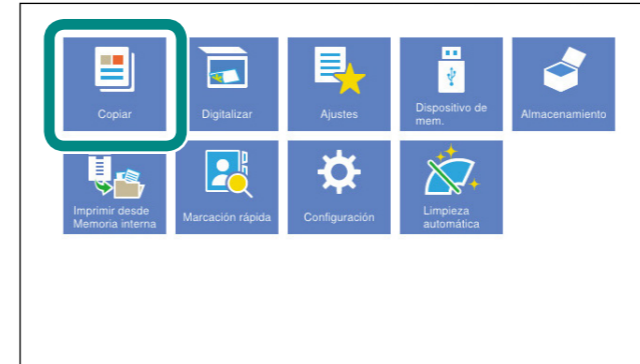 Copiar
Digitalizar
Ajustes
Dispositivo de
mem.
Almacenamiento
Imprimir desde
Memoria interna
Marcación rápida
Configuración
Limpieza
automática